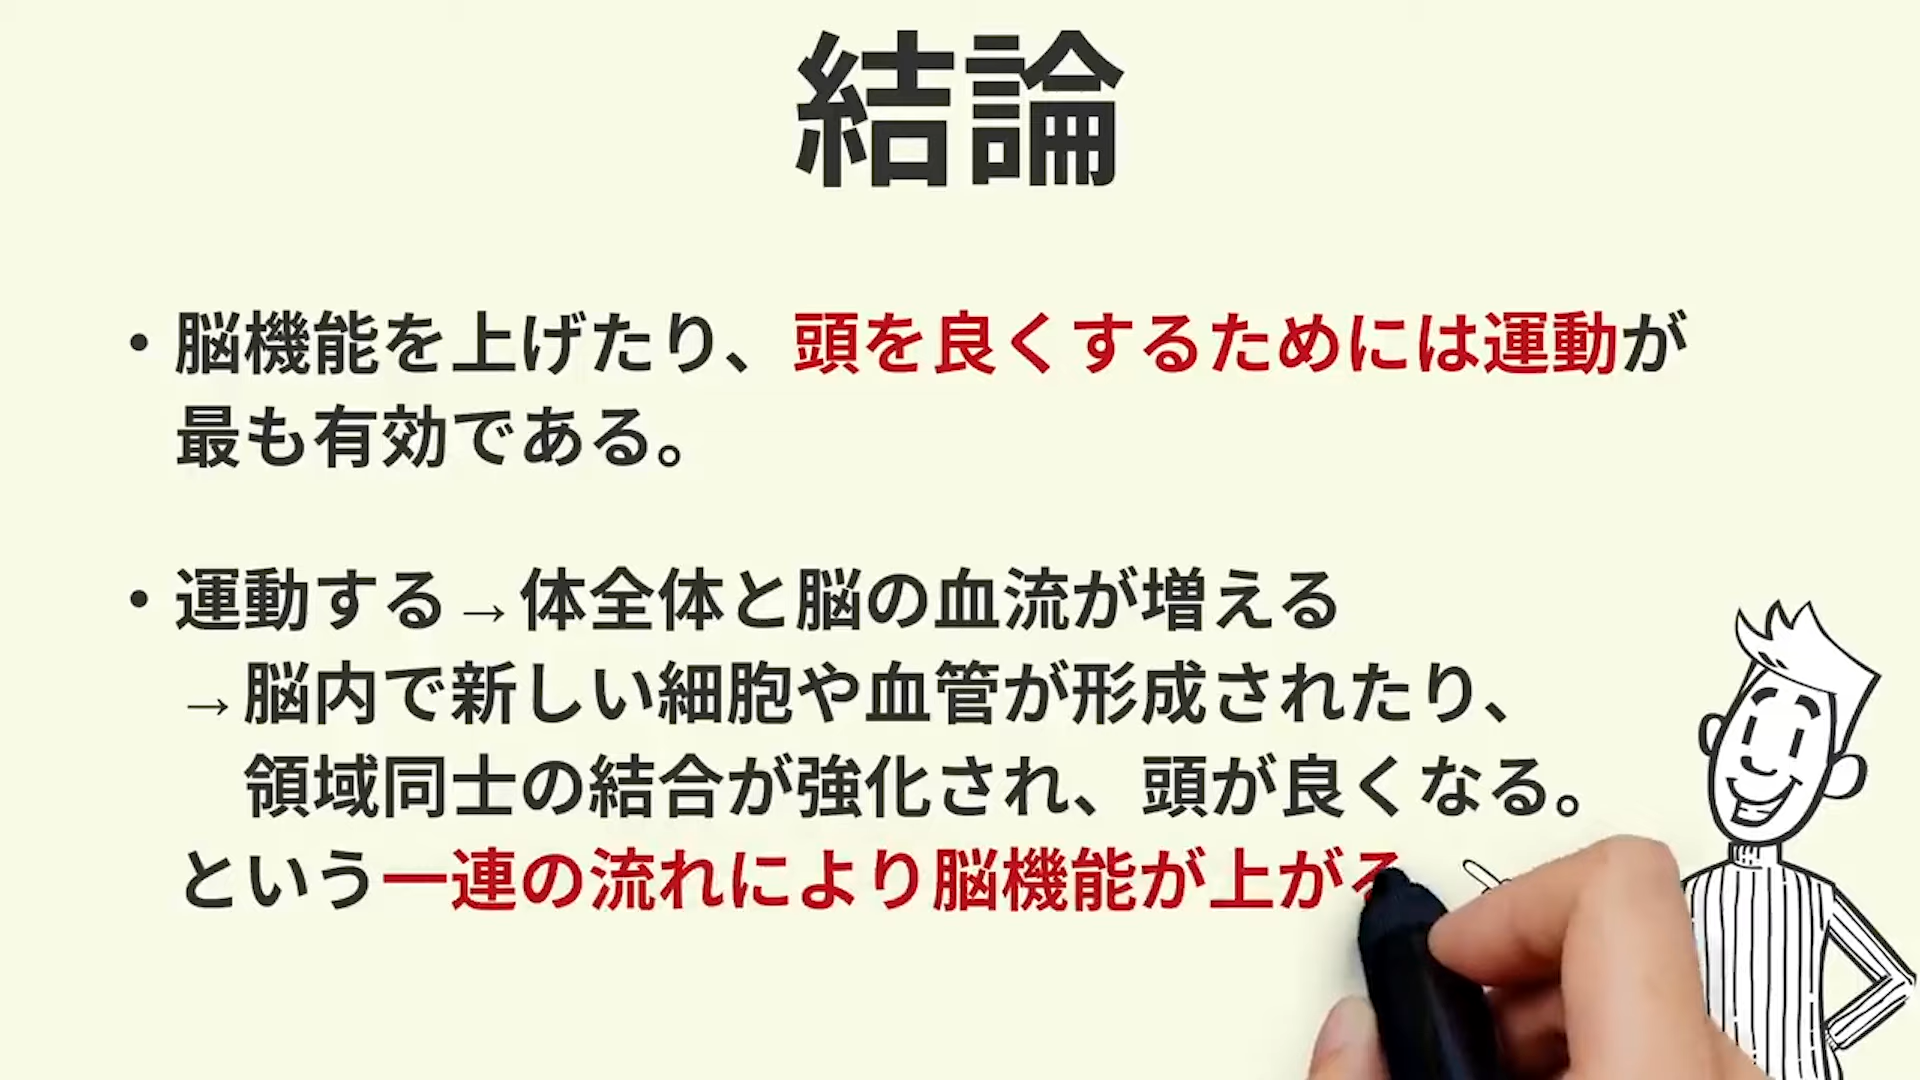 結論
・脳機能を上げたり、頭を良くするためには運動が
最も有効である。
・運動する→体全体と脳の血流が増える
→脳内で新しい細胞や血管が形成されたり、
領域同士の結合が強化され、頭が良くなる。
という一連の流れにより脳機能が上がる